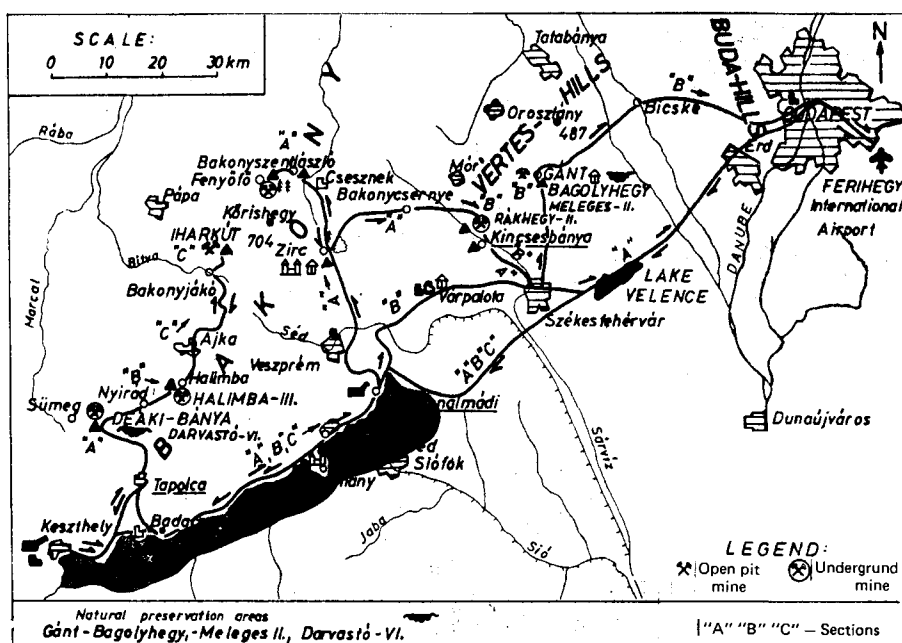 SCALE:
0 10 20 30 km
N
Tatabánya
BUDA-HILLS
VÉRTES-HILLS
"B"
Bicske
BUDAPEST
Oroszlány
487
Érd
Rába
"A"
Bakonyszentlászló
Fenyőfő
Csesznek
Mór
GÁNT
BAGOLYHEGY
MELEGES-II.
FERIHEGY
International
Airport
Pápa
Bakonycsernye
"B"
"B"
Kőrishegy
704
RÁKHEGY-II.
Kincsesbánya
"A"
IHARKÚT
"C"
Zirc
"A"
"A"
DANUBE
Bitva
Bakonyjákó
"A"
"B"
Várpalota
LAKE
VELENCE
Marcal
"C"
Ajka
B A K O N Y
Séd
Székesfehérvár
Veszprém
"A" "B" "C"
"B"
Halimba
Nyirád
HALIMBA-III.
Sümeg
DEÁKI-BÁNYA
DARVASTÓ-VI.
"A"
"A", B, C"
Dunaújváros
Siófok
Sárvíz
Tapolca
Keszthely
Jaba
Sió
LEGEND:
Open pit
mine
Undergrund
mine
Natural preservation areas
Gánt-Bagolyhegy,-Meleges II., Darvastó-VI.
"A" "B" "C" — Sections